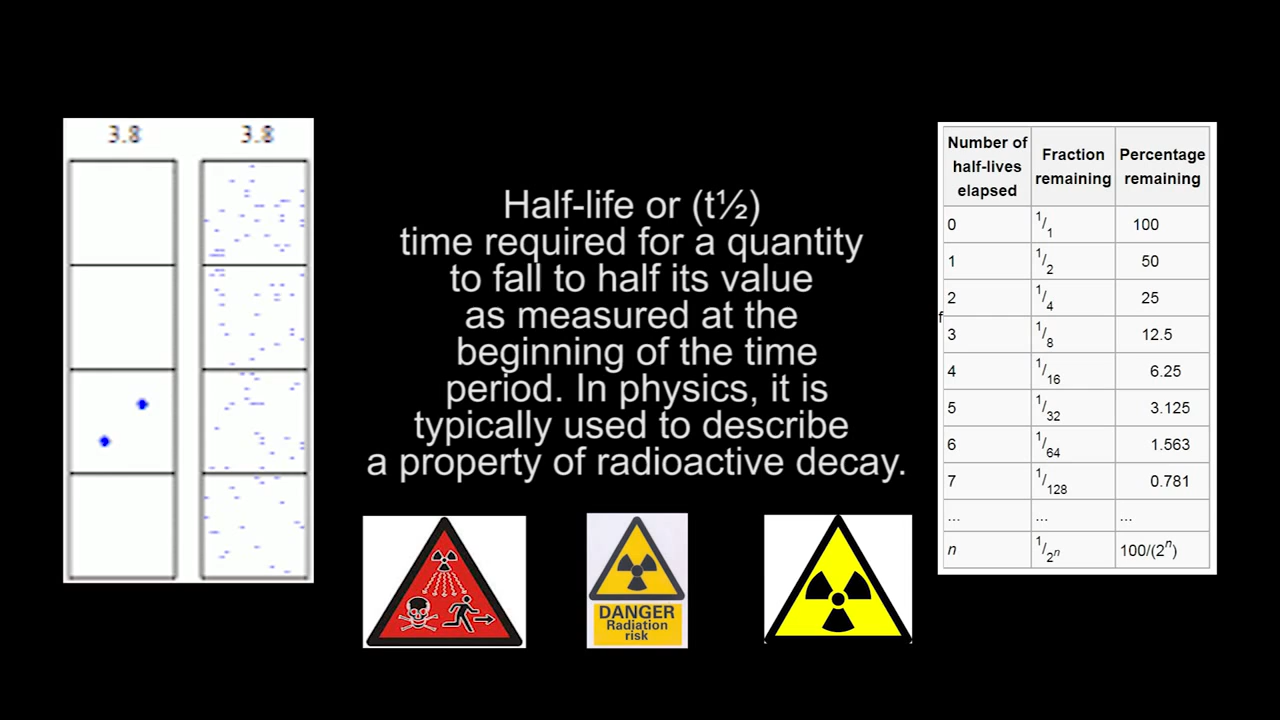 3.8 3.8
Half-life or (t½)
time required for a quantity
to fall to half its value
as measured at the
beginning of the time
period. In physics, it is
typically used to describe
a property of radioactive decay.
DANGER
Radiation
risk
Number of half-lives elapsed Fraction remaining Percentage remaining
0 1/1 100
1 1/2 50
2 1/4 25
f
3 1/8 12.5
4 1/16 6.25
5 1/32 3.125
6 1/64 1.563
7 1/128 0.781
... ... ...
n 1/2ⁿ 100/(2ⁿ)